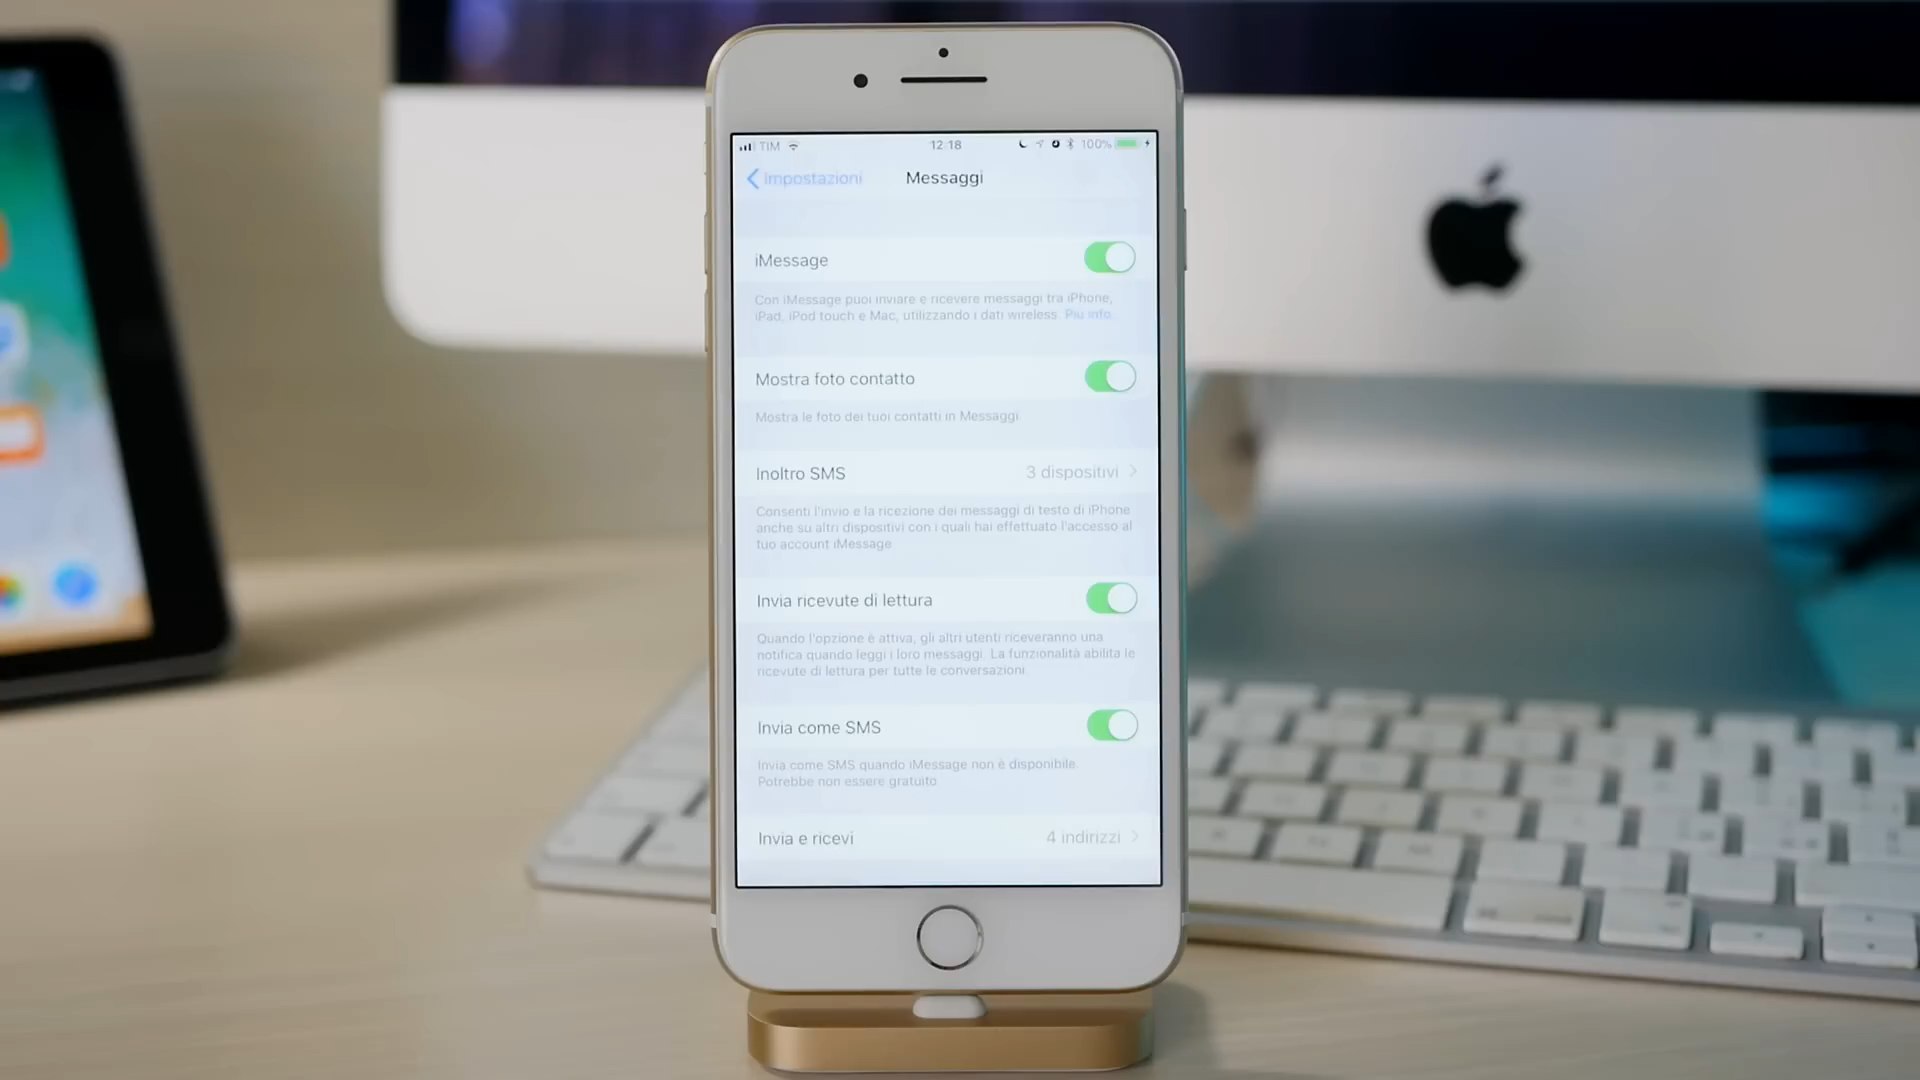 TIM 12:18 100%
Impostazioni Messaggi
iMessage
Con iMessage puoi inviare e ricevere messaggi tra iPhone,
iPad, iPod touch e Mac, utilizzando i dati wireless. Più info.
Mostra foto contatto
Mostra le foto dei tuoi contatti in Messaggi
Inoltro SMS 3 dispositivi
Consenti l'invio e la ricezione dei messaggi di testo di iPhone
anche su altri dispositivi con i quali hai effettuato l'accesso al
tuo account iMessage
Invia ricevute di lettura
Quando l'opzione è attiva, gli altri utenti riceveranno una
notifica quando leggi i loro messaggi. La funzionalità abilita le
ricevute di lettura per tutte le conversazioni.
Invia come SMS
Invia come SMS quando iMessage non è disponibile.
Potrebbe non essere gratuito
Invia e ricevi 4 indirizzi